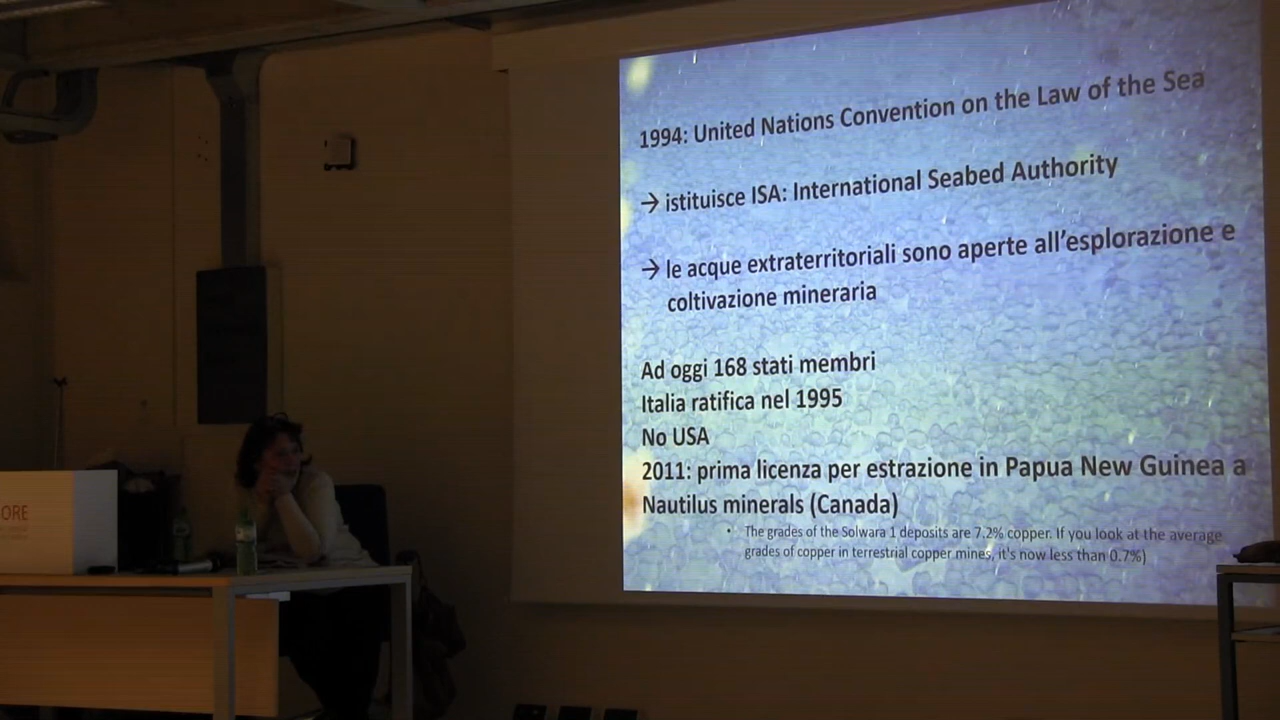 1994: United Nations Convention on the Law of the Sea
→ istituisce ISA: International Seabed Authority
→ le acque extraterritoriali sono aperte all'esplorazione e
coltivazione mineraria
Ad oggi 168 stati membri
Italia ratifica nel 1995
No USA
2011: prima licenza per estrazione in Papua New Guinea a
Nautilus minerals (Canada)
• The grades of the Solwara 1 deposits are 7.2% copper. If you look at the average
grades of copper in terrestrial copper mines, it's now less than 0.7%)
ORE